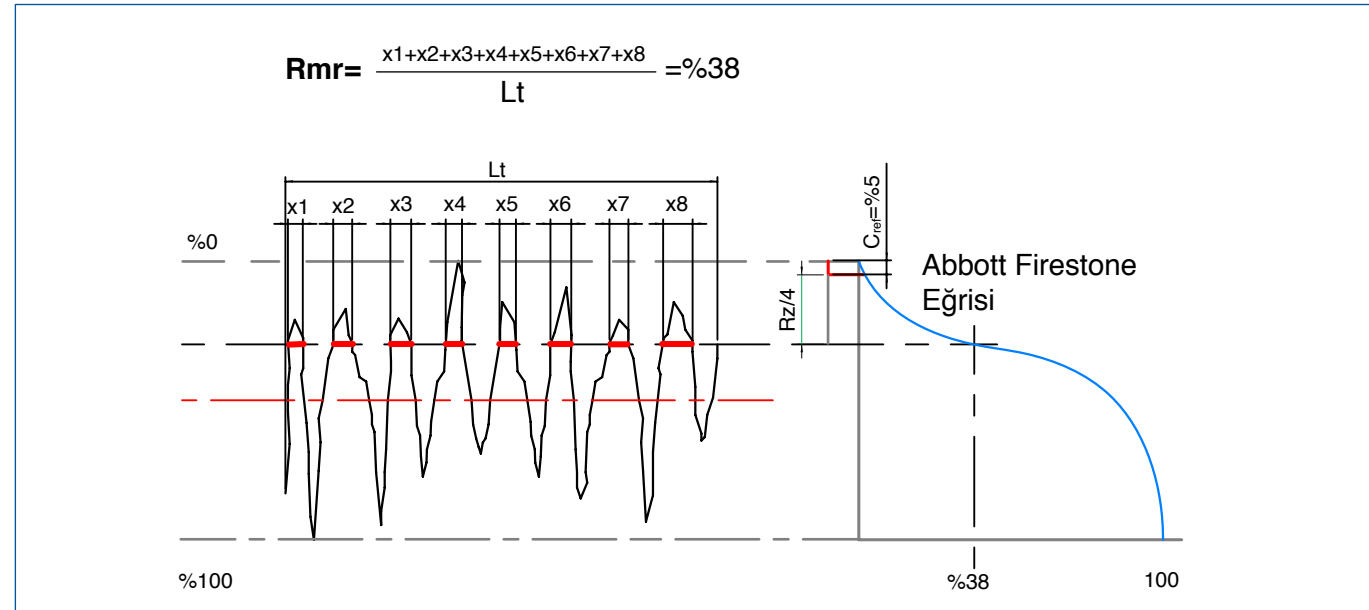 x1+x2+x3+x4+x5+x6+x7+x8
Rmr= =%38
Lt
Lt
x1 x2 x3 x4 x5 x6 x7 x8
Cref=%5
%0
Abbott Firestone
Eğrisi
Rz/4
%100
%38
100